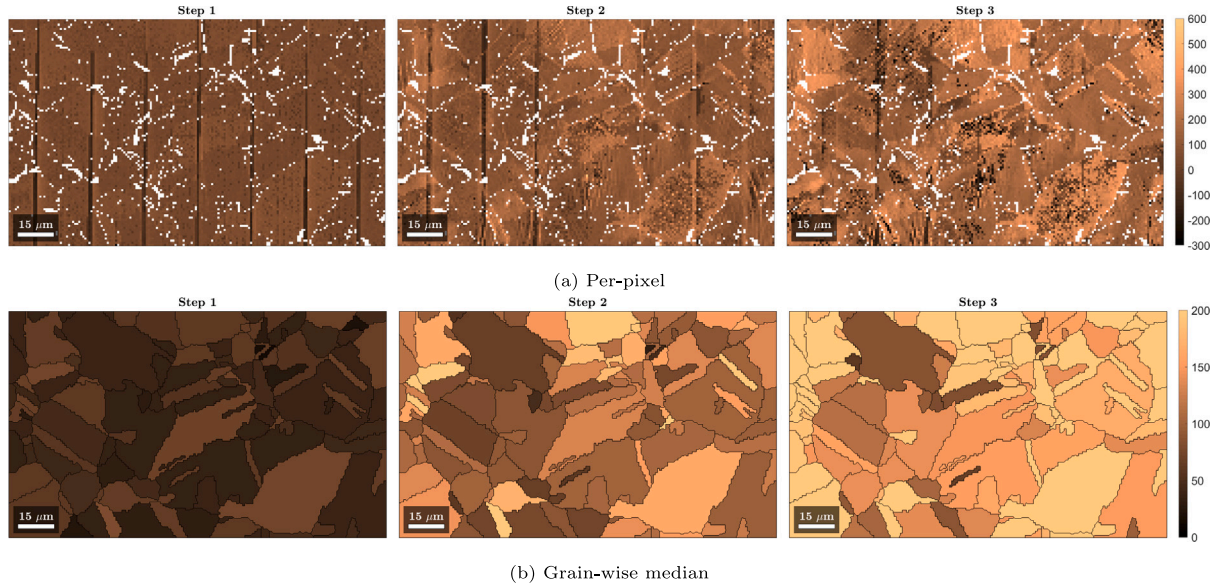 Step 1 Step 2 Step 3
600
500
400
300
200
100
0
-100
-200
-300
15 μm 15 μm 15 μm
(a) Per-pixel
Step 1 Step 2 Step 3
200
150
100
50
0
15 μm 15 μm 15 μm
(b) Grain-wise median